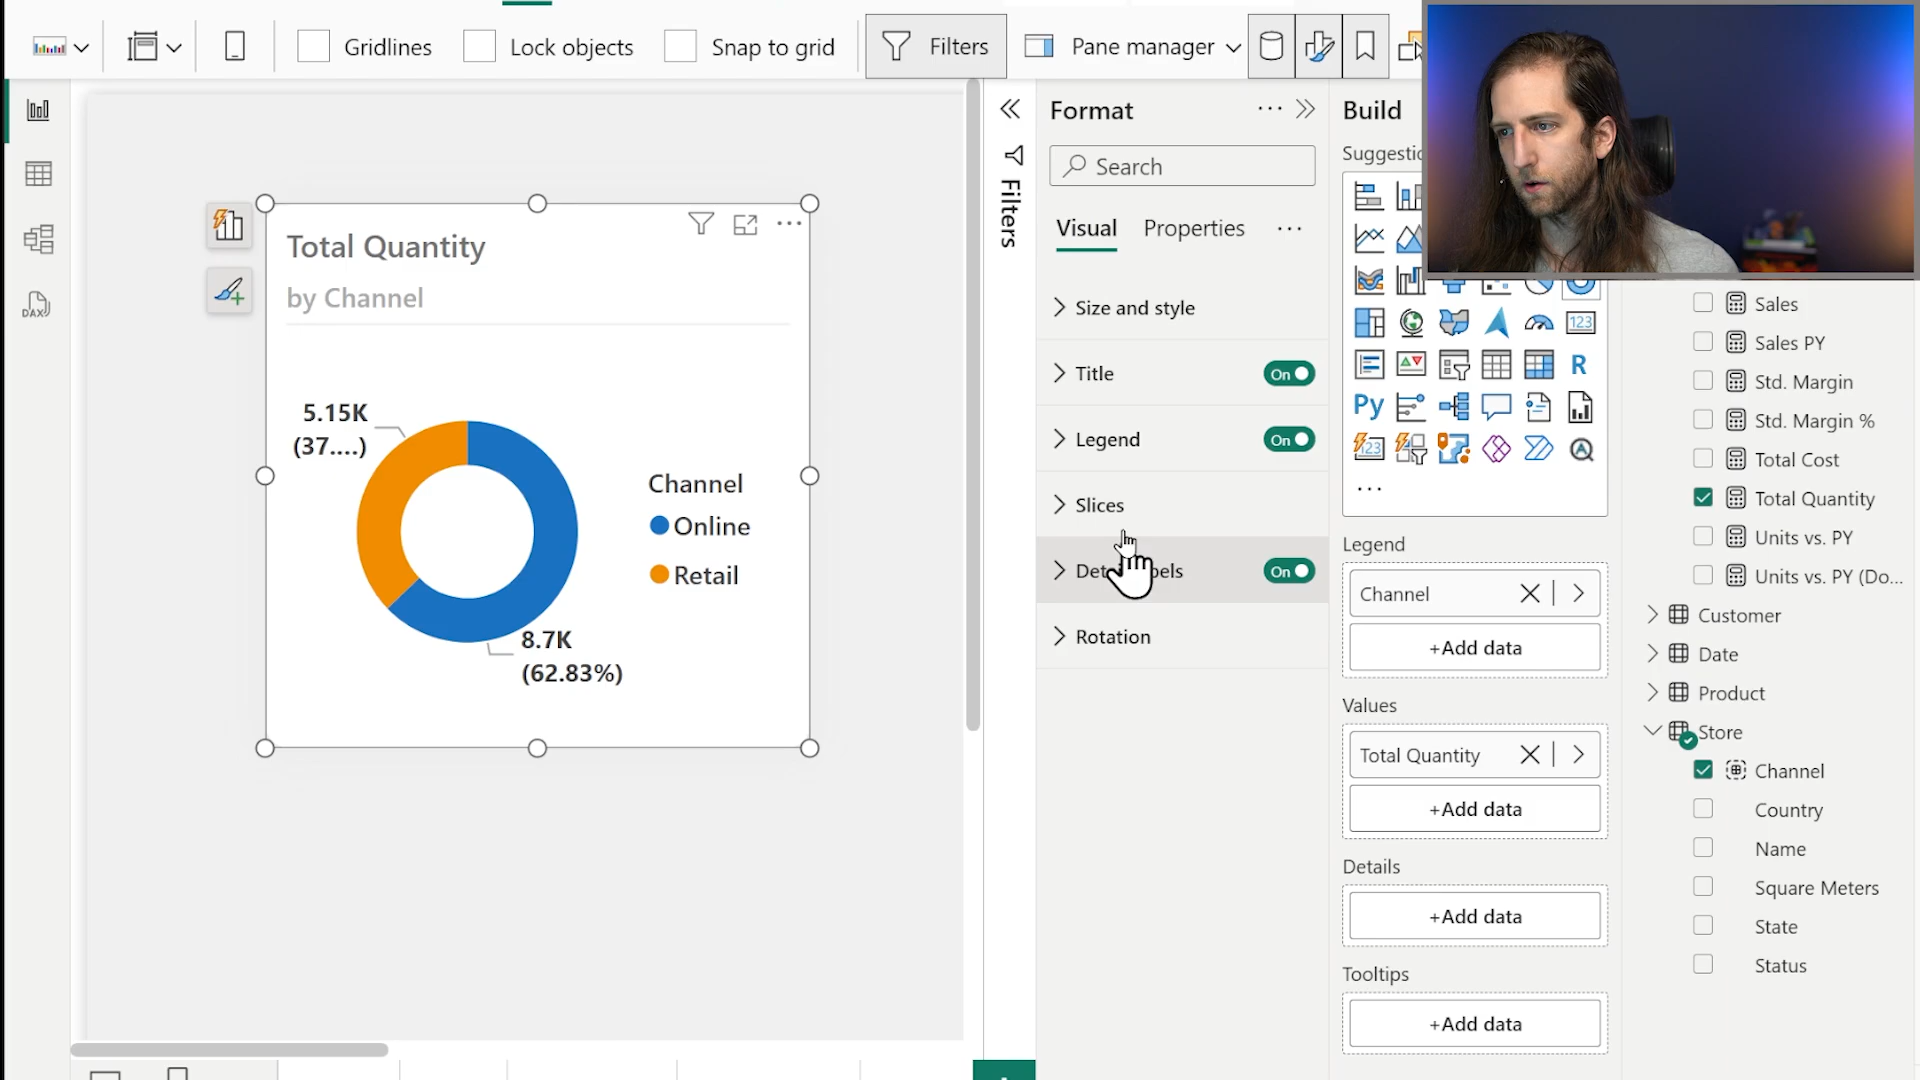 Gridlines
Lock objects
Snap to grid
Filters
Pane manager
Format
Search
Visual
Properties
Size and style
Title
On
Legend
On
Slices
On
Rotation
Filters
Total Quantity
by Channel
5.15K
(37....)
8.7K
(62.83%)
Channel
Online
Retail
DAX
Build
123
R
Py
123
Legend
Channel
+Add data
Values
Total Quantity
+Add data
Details
+Add data
Tooltips
+Add data
Sales
Sales PY
Std. Margin
Std. Margin %
Total Cost
Total Quantity
Units vs. PY
Units vs. PY (Do...
Customer
Date
Product
Store
Channel
Country
Name
Square Meters
State
Status